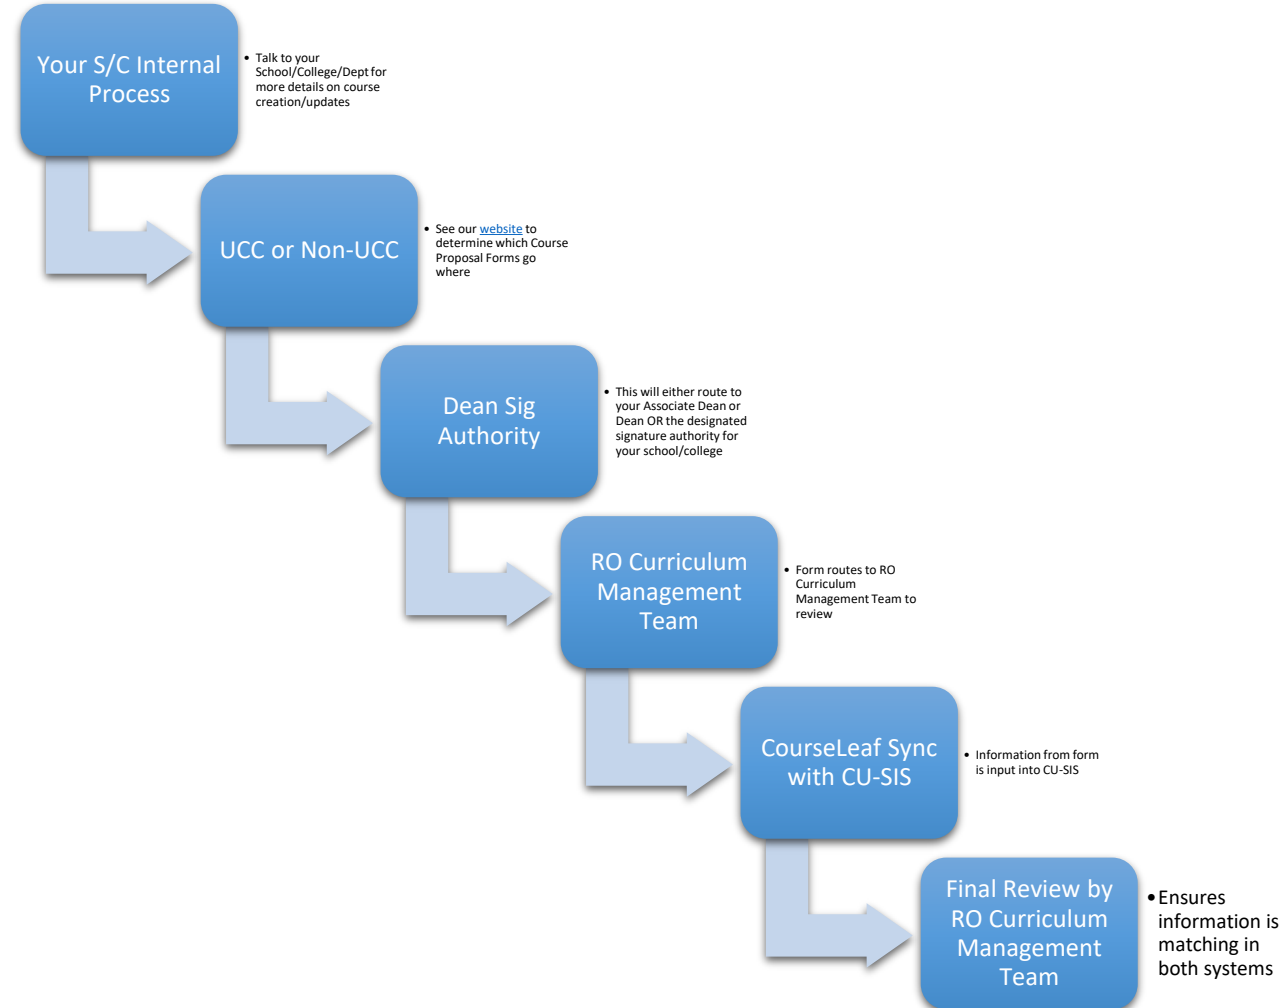 Your S/C Internal
Process
• Talk to your
School/College/Dept for
more details on course
creation/updates
UCC or Non-UCC
• See our website to
determine which Course
Proposal Forms go
where
Dean Sig
Authority
• This will either route to
your Associate Dean or
Dean OR the designated
signature authority for
your school/college
RO Curriculum
Management
Team
• Form routes to RO
Curriculum
Management Team to
review
CourseLeaf Sync
with CU-SIS
• Information from form
is input into CU-SIS
Final Review by
RO Curriculum
Management
Team
• Ensures
information is
matching in
both systems